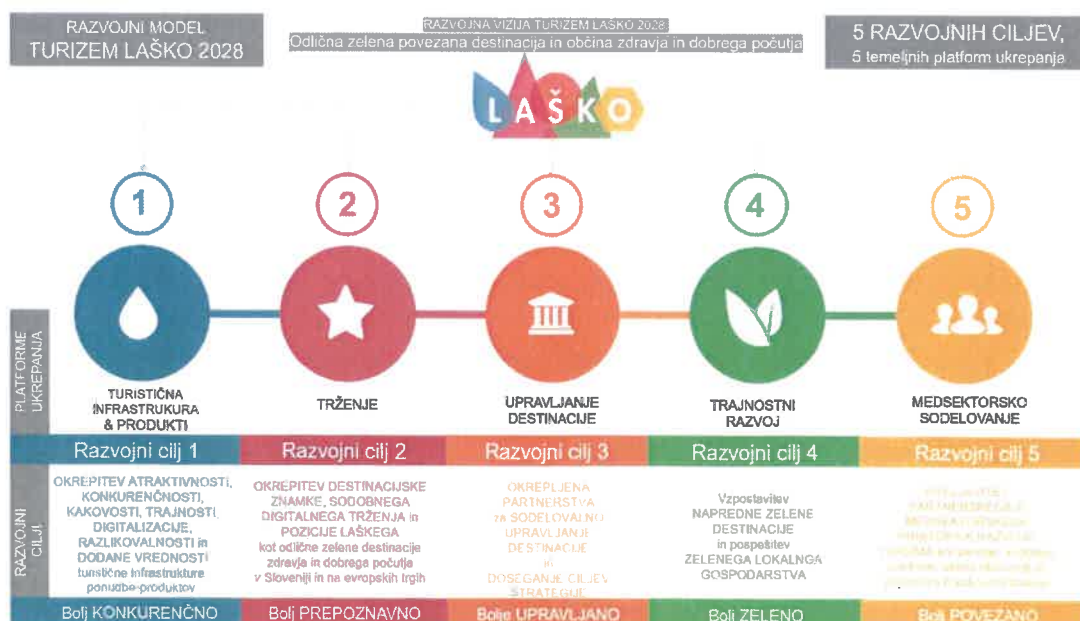 RAZVOJNI MODEL
TURIZEM LAŠKO 2028
RAZVOJNA VIZIJA TURIZEM LAŠKO 2028
Odlična zelena povezana destinacija in občina zdravja in dobrega počutja
5 RAZVOJNIH CILJEV,
5 temeljnih platform ukrepanja
LAŠKO
1
2
3
4
5
PLATFORME
UKREPANJA
TURISTIČNA
INFRASTRUKURA
& PRODUKTI
TRŽENJE
UPRAVLJANJE
DESTINACIJE
TRAJNOSTNI
RAZVOJ
MEDSEKTORSKO
SODELOVANJE
Razvojni cilj 1
Razvojni cilj 2
Razvojni cilj 3
Razvojni cilj 4
Razvojni cilj 5
RAZVOJNI
CILJI
OKREPITEV ATRAKTIVNOSTI,
KONKURENČNOSTI,
KAKOVOSTI, TRAJNOSTI,
DIGITALIZACIJE,
RAZLIKOVALNOSTI in
DODANE VREDNOSTI
turistične infrastrukture
ponudbe-produktov
OKREPITEV DESTINACIJSKE
ZNAMKE, SODOBNEGA
DIGITALNEGA TRŽENJA in
POZICIJE LAŠKEGA
kot odlične zelene destinacije
zdravja in dobrega počutja
v Sloveniji in na evropskih trgih
OKREPLJENA
PARTNERSTVA
za SODELOVALNO
UPRAVLJANJE
DESTINACIJE
in
DOSEGANJE CILJEV
STRATEGIJE
Vzpostavitev
NAPREDNE ZELENE
DESTINACIJE
in pospešitev
ZELENEGA LOKALNGA
GOSPODARSTVA
Bolj KONKURENČNO
Bolj PREPOZNAVNO
Bolje UPRAVLJANO
Bolj ZELENO
Bolj POVEZANO